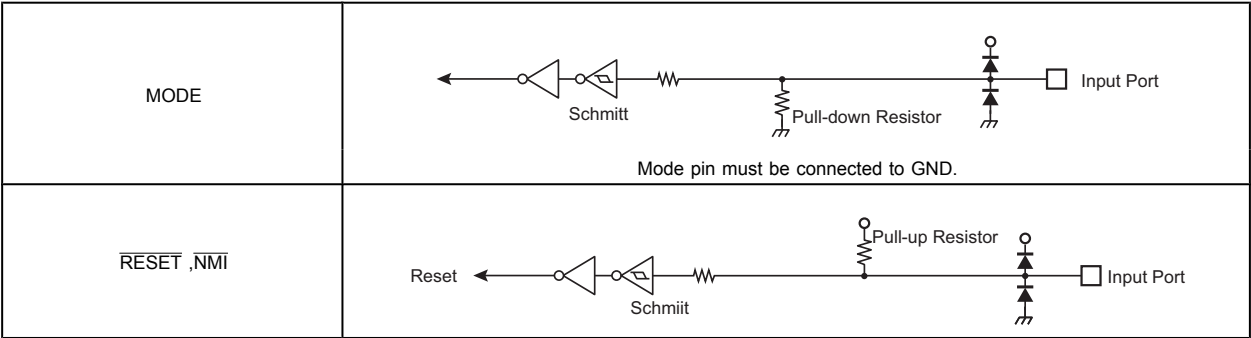 MODE
Input Port
Schmitt
Pull-down Resistor
Mode pin must be connected to GND.
RESET ,NMI
Pull-up Resistor
Reset
Input Port
Schmiit